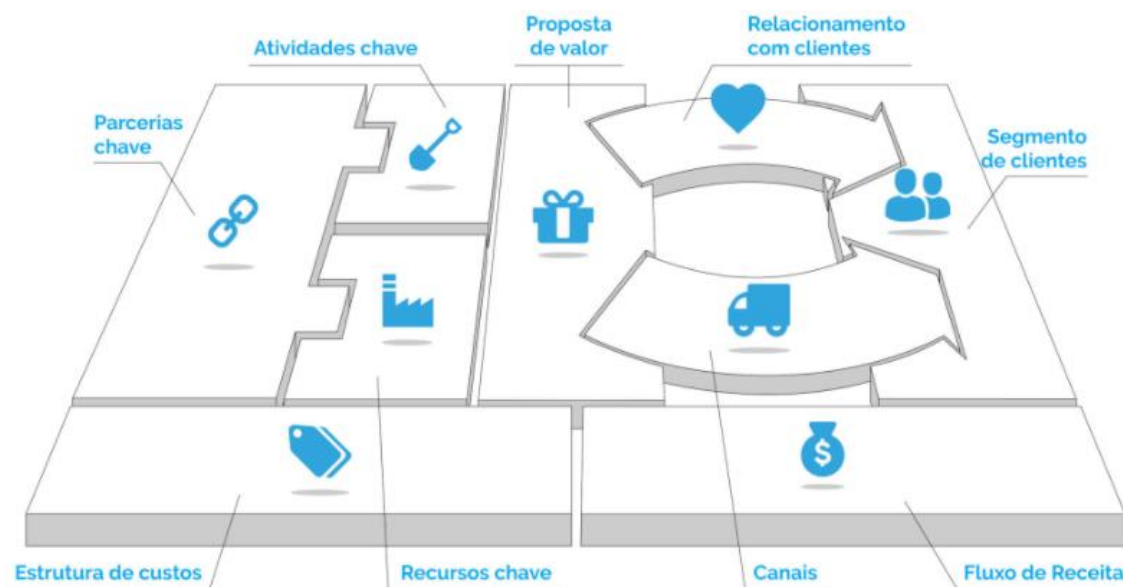 Proposta
de valor
Relacionamento
com clientes
Atividades chave
Parcerias
chave
Segmento
de clientes
$
Estrutura de custos
Recursos chave
Canais
Fluxo de Receita